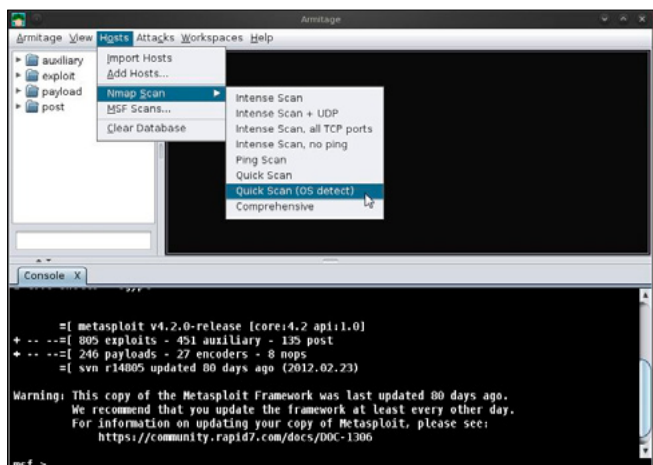 Armitage
Armitage View Hosts Attacks Workspaces Help
auxiliary
exploit
payload
post
Import Hosts
Add Hosts...
Nmap Scan
MSF Scans...
Clear Database
Intense Scan
Intense Scan + UDP
Intense Scan, all TCP ports
Intense Scan, no ping
Ping Scan
Quick Scan
Quick Scan (OS detect)
Comprehensive
Console X
=[ metasploit v4.2.0-release [core:4.2 api:1.0]
+ -- --=[ 805 exploits - 451 auxiliary - 135 post
+ -- --=[ 246 payloads - 27 encoders - 8 nops
=[ svn r14805 updated 80 days ago (2012.02.23)
Warning: This copy of the Metasploit Framework was last updated 80 days ago.
We recommend that you update the framework at least every other day.
For information on updating your copy of Metasploit, please see:
https://community.rapid7.com/docs/DOC-1306
msf >